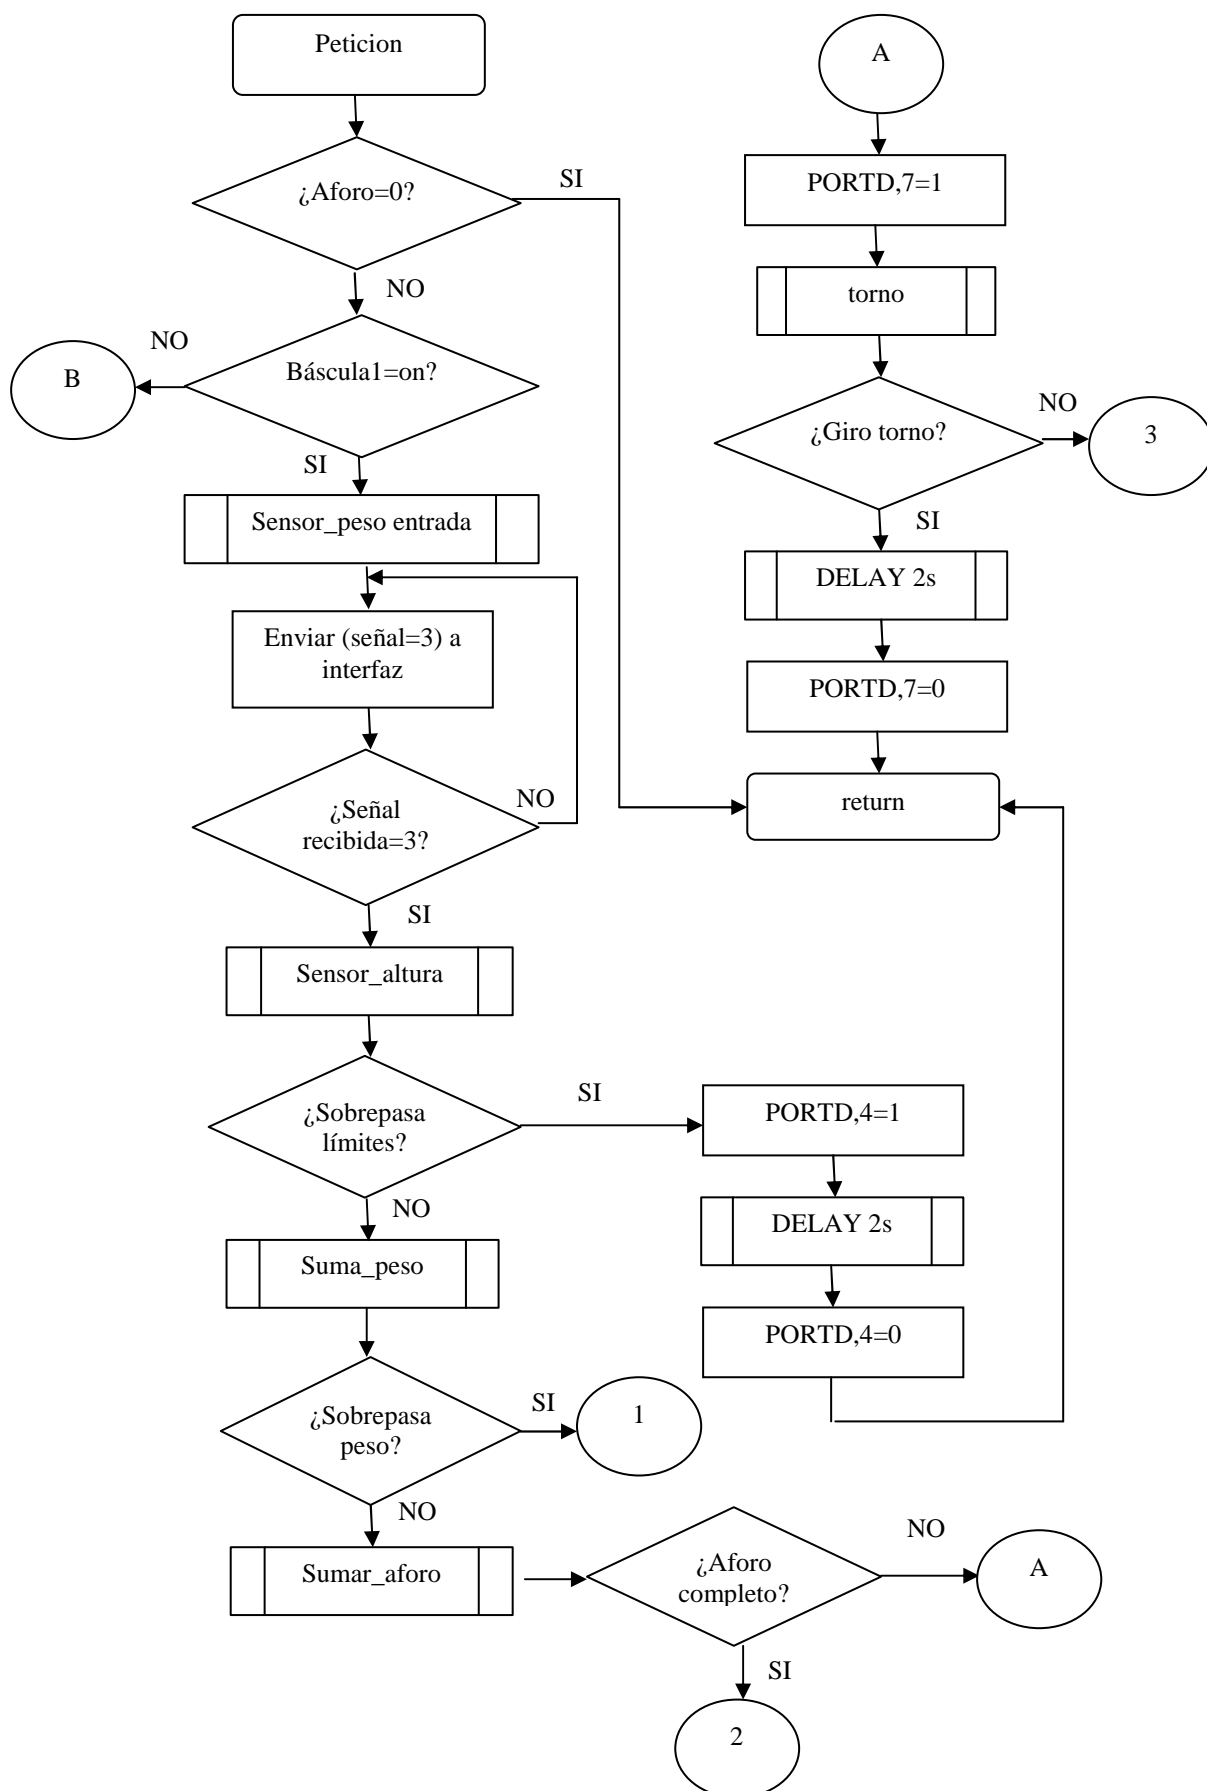 Peticion
A
¿Aforo=0?
SI
PORTD,7=1
NO
torno
NO
B
Báscula1=on?
SI
¿Giro torno?
NO
3
SI
Sensor_peso entrada
DELAY 2s
Enviar (señal=3) a
interfaz
PORTD,7=0
¿Señal
recibida=3?
NO
return
SI
Sensor_altura
¿Sobrepasa
límites?
SI
PORTD,4=1
NO
DELAY 2s
Suma_peso
PORTD,4=0
¿Sobrepasa
peso?
SI
1
NO
Sumar_aforo
¿Aforo
completo?
NO
A
SI
2